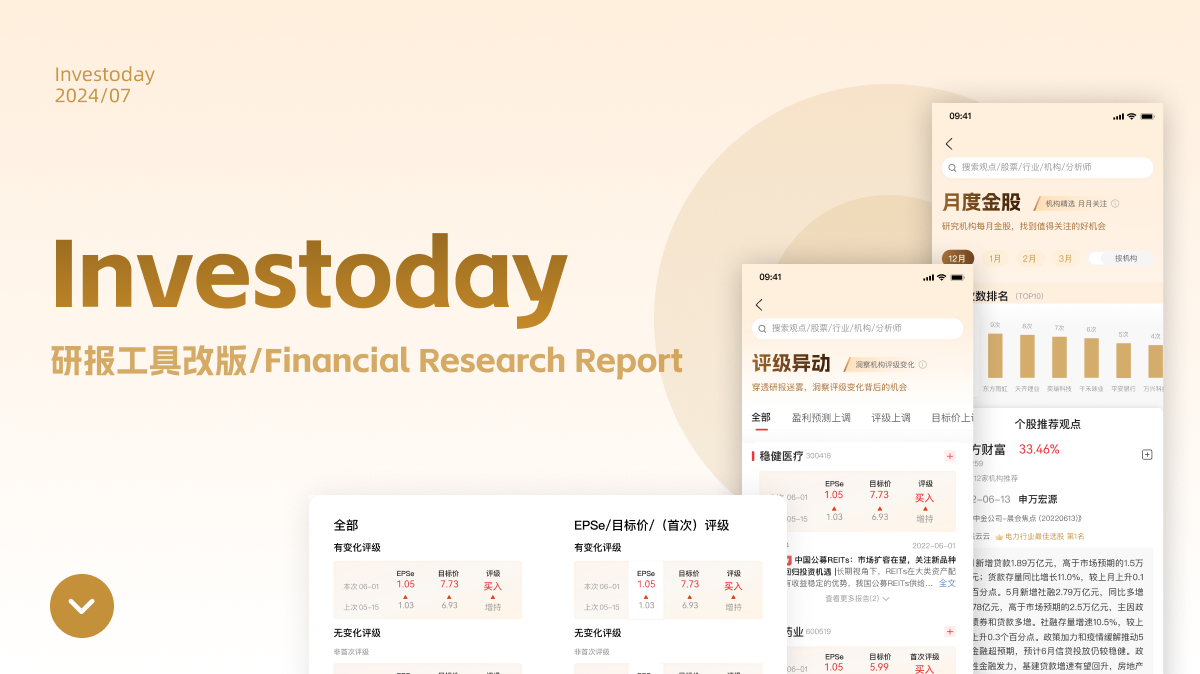 Investoday
2024/07
Investoday
研报工具改版/Financial Research Report
09:41
搜索观点/股票/行业/机构/分析师
月度金股
机构精选 月月关注
研究机构每月金股，找到值得关注的好机会
12月 1月 2月 3月 按机构
数排名 (TOP10)
9次 8次 7次 6次 5次 4次
东方雨虹 天齐锂业 奕瑞科技 千禾味业 平安银行 万兴科
个股推荐观点
方财富 33.46%
12家机构推荐
2-06-13 申万宏源
中金公司-晨会焦点 (20220613)》
云云 电力行业最佳选股 第1名
新增贷款1.89万亿元，高于市场预期的1.5万
元；贷款存量同比增长11.0%，较上月上升0.1
百分点。5月新增社融2.79万亿元，同比多增
78亿元，高于市场预期的2.5万亿元，主因政
债券和贷款多增。社融存量增速10.5%，较上
上升0.3个百分点。政策加力和疫情缓解推动5
金融超预期，预计6月信贷投放仍较稳健。政
性金融发力，基建贷款增速有望回升，房地产
09:41
搜索观点/股票/行业/机构/分析师
评级异动
洞察机构评级变化
穿透研报迷雾，洞察评级变化背后的机会
全部 盈利预测上调 评级上调 目标价上
稳健医疗 300418
EPSe 目标价 评级
06-01 1.05 7.73 买入
05-15 1.03 6.93 增持
2022-06-01
中国公募REITs：市场扩容在望，关注新品种
回归投资机遇 |长期视角下，REITs在大类资产配
有收益稳定的优势，我国公募REITs供给... 全文
查看更多报告(2)
药业 600519
EPSe 目标价 首次评级
06-01 1.05 5.99 买入
全部
有变化评级
EPSe 目标价 评级
本次 06-01 1.05 7.73 买入
上次 05-15 1.03 6.93 增持
无变化评级
非首次评级
EPSe 目标价 评级
EPSe/目标价/（首次）评级
有变化评级
EPSe 目标价 评级
本次 06-01 1.05 7.73 买入
上次 05-15 1.03 6.93 增持
无变化评级
非首次评级
EPSe 目标价 评级